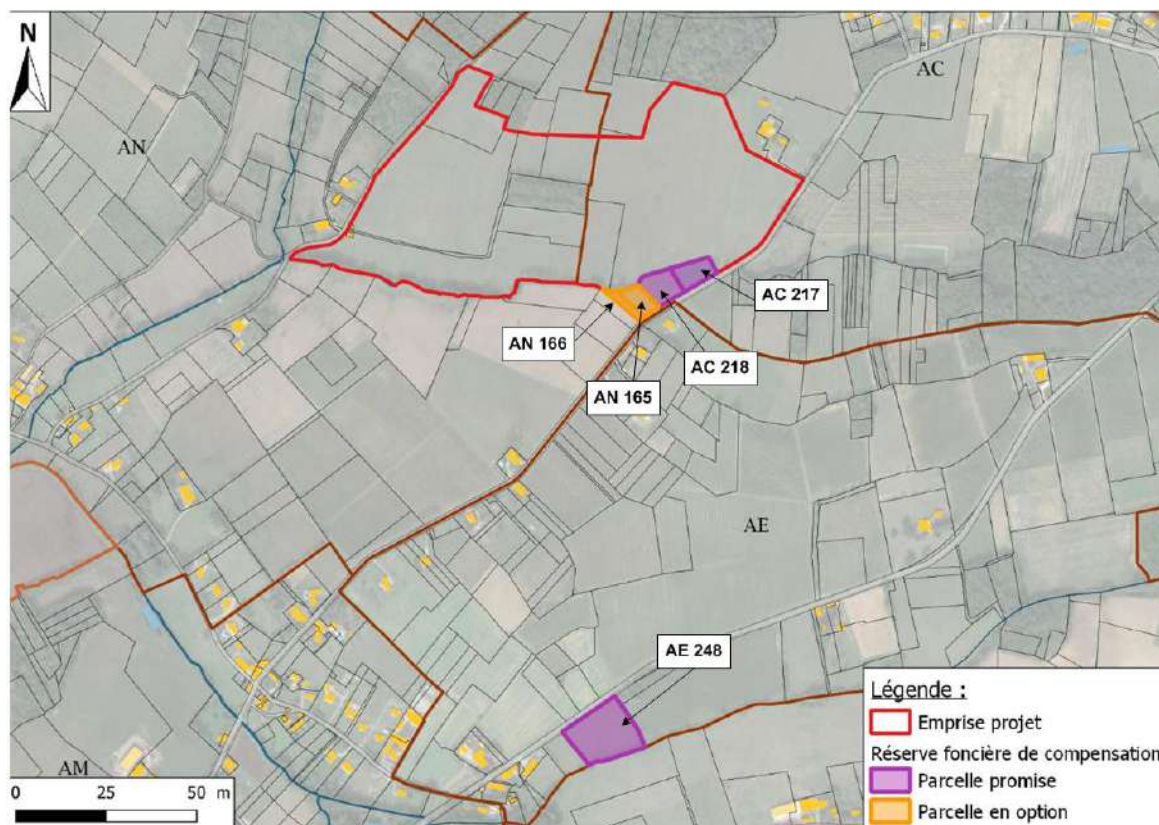 N
AC
AN
AC 217
AN 166
AC 218
AN 165
AE
AE 248
AM
0 25 50 m
Légende :
Emprise projet
Réserve foncière de compensation
Parcelle promise
Parcelle en option